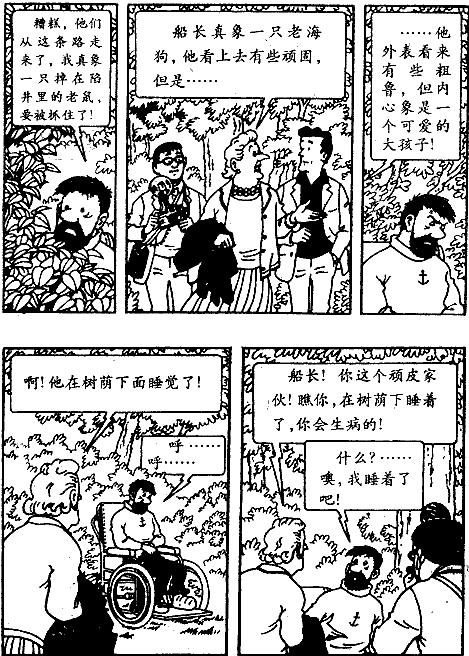 糟糕，他们
从这条路走
来了，我真象
一只掉在陷
井里的老鼠，
要被抓住了！
船长真象一只老海
狗，他看上去有些顽固，
但是……
……他
外表看来
有些粗
鲁，但内
心象是一
个可爱的
大孩子！
啊！他在树荫下面睡觉了！
呼……
呼……
船长！你这个顽皮家
伙！瞧你，在树荫下睡着
了，你会生病的！
什么？……
噢，我睡着了
吧！